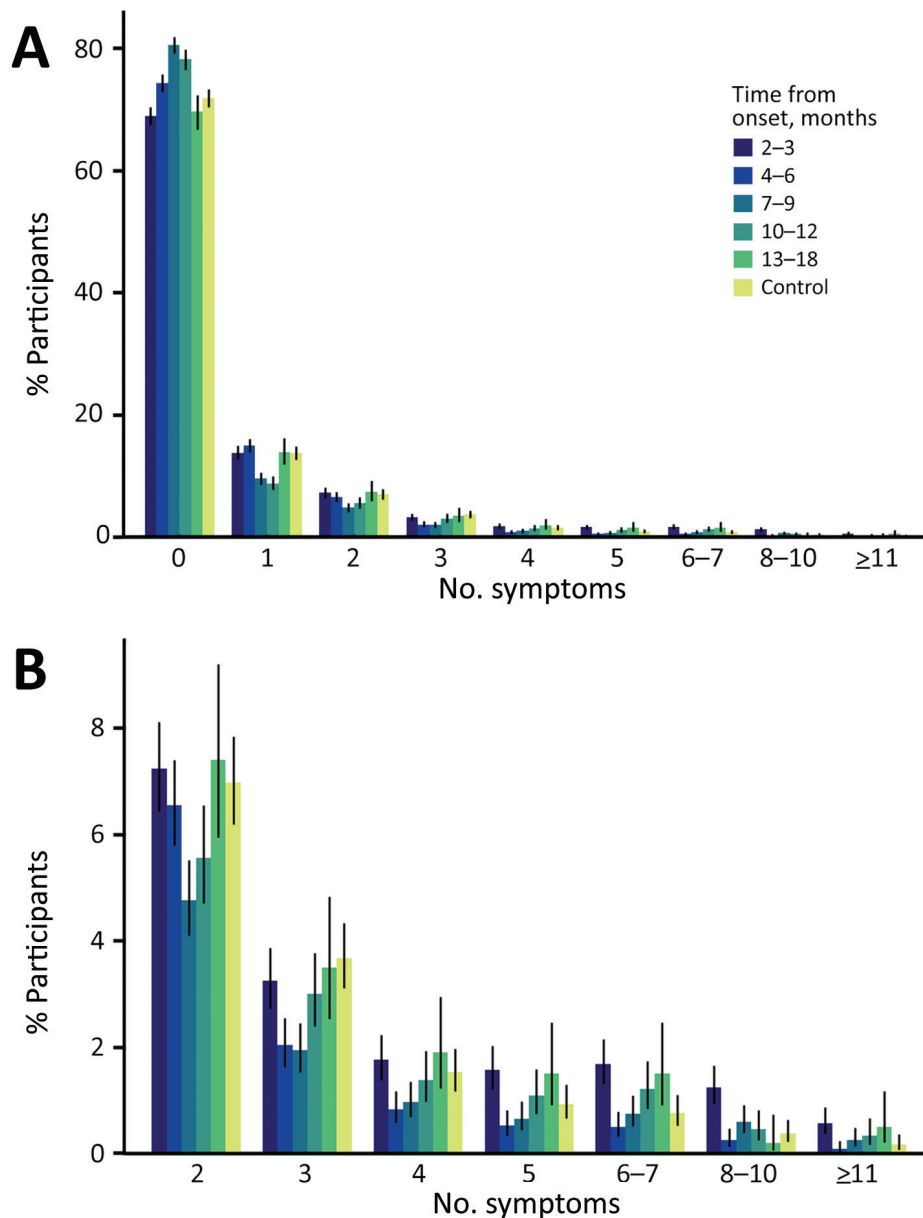 A
80
60
40
20
0
% Participants
Time from
onset, months
2–3
4–6
7–9
10–12
13–18
Control
0 1 2 3 4 5 6–7 8–10 ≥11
No. symptoms
B
8
6
4
2
0
% Participants
2 3 4 5 6–7 8–10 ≥11
No. symptoms